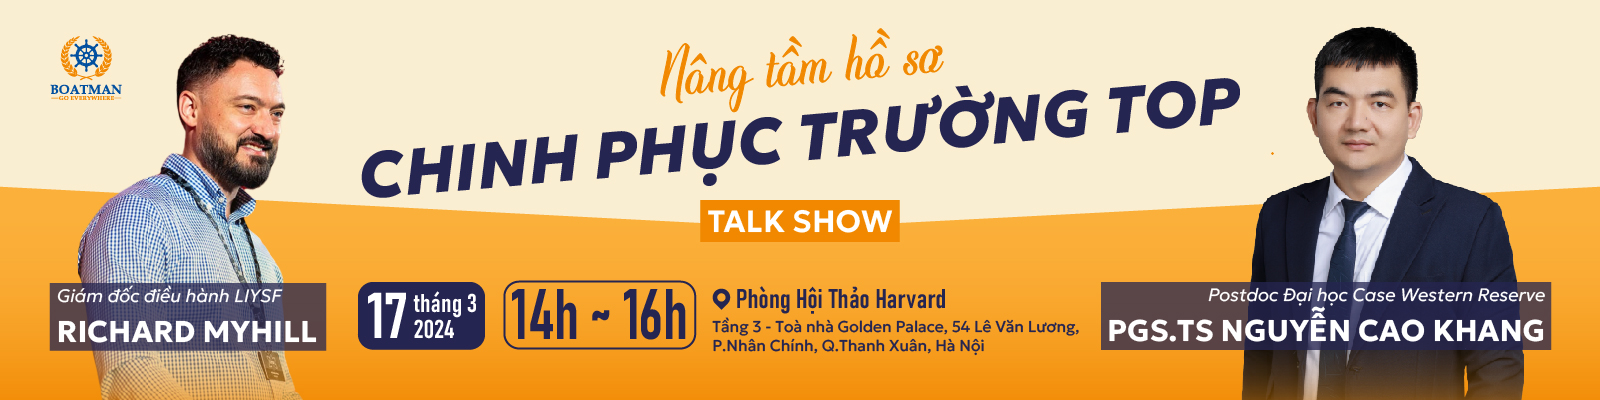 BOATMAN
GO EVERYWHERE
Nâng tầm hồ sơ
CHINH PHỤC TRƯỜNG TOP
TALK SHOW
Giám đốc điều hành LIYSF
RICHARD MYHILL
17 tháng 3
2024
14h ~ 16h
Phòng Hội Thảo Harvard
Tầng 3 - Toà nhà Golden Palace, 54 Lê Văn Lương,
P.Nhân Chính, Q.Thanh Xuân, Hà Nội
Postdoc Đại học Case Western Reserve
PGS.TS NGUYỄN CAO KHANG